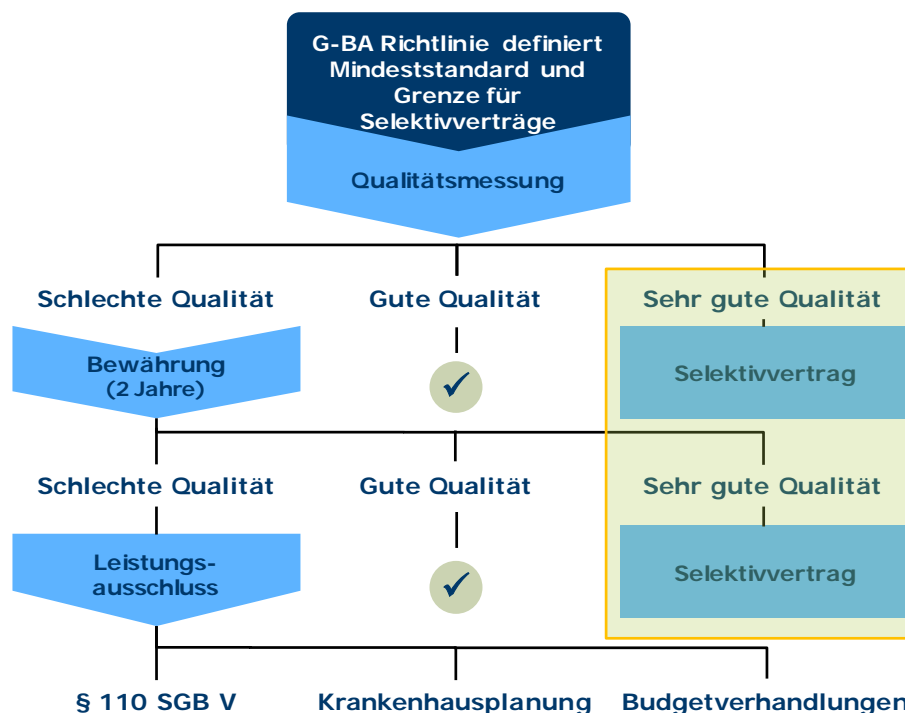 G-BA Richtlinie definiert
Mindeststandard und
Grenze für
Selektivverträge
Qualitätsmessung
Schlechte Qualität
Gute Qualität
Sehr gute Qualität
Bewährung
(2 Jahre)
Selektivvertrag
Schlechte Qualität
Gute Qualität
Sehr gute Qualität
Leistungs-
ausschluss
Selektivvertrag
§ 110 SGB V
Krankenhausplanung
Budgetverhandlungen